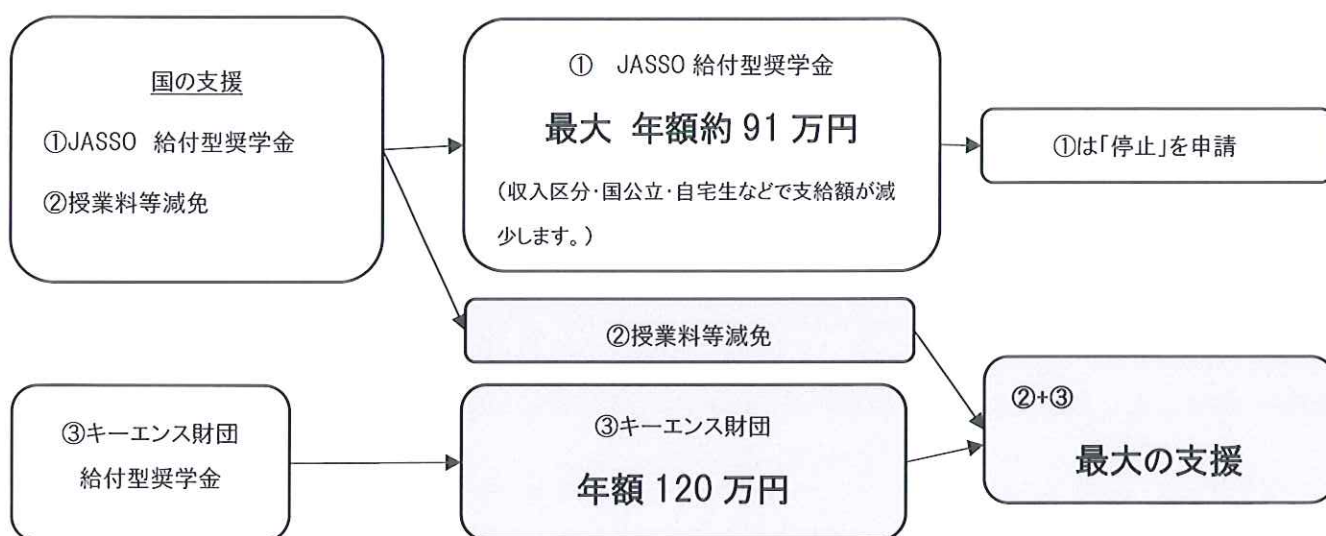 国の支援
①JASSO 給付型奨学金
②授業料等減免
① JASSO 給付型奨学金
最大 年額約 91 万円
（収入区分・国公立・自宅生などで支給額が減
少します。）
①は「停止」を申請
②授業料等減免
③キーエンス財団
給付型奨学金
③キーエンス財団
年額 120 万円
②+③
最大の支援